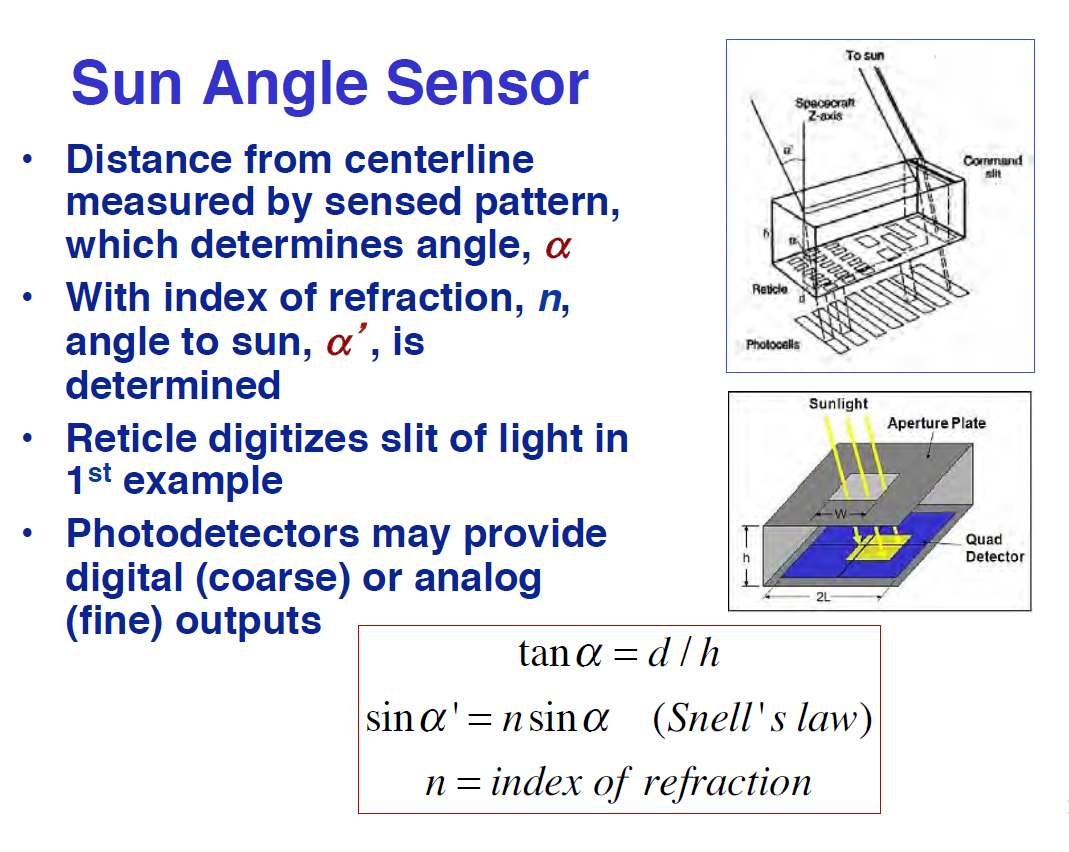 Sun Angle Sensor
• Distance from centerline
measured by sensed pattern,
which determines angle, α
• With index of refraction, n,
angle to sun, α', is
determined
• Reticle digitizes slit of light in
1st example
• Photodetectors may provide
digital (coarse) or analog
(fine) outputs
To sun
Spacecraft
Z-axis
α'
Command
slit
h
α
Reticle
d
Photocells
Sunlight
Aperture Plate
W
h
Quad
Detector
2L
tan α = d / h
sin α' = n sin α (Snell's law)
n = index of refraction